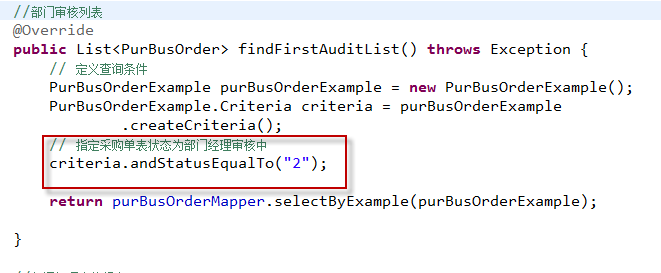 //部门审核列表
@Override
public List<PurBusOrder> findFirstAuditList() throws Exception {
// 定义查询条件
PurBusOrderExample purBusOrderExample = new PurBusOrderExample();
PurBusOrderExample.Criteria criteria = purBusOrderExample
.createCriteria();
// 指定采购单表状态为部门经理审核中
criteria.andStatusEqualTo("2");
return purBusOrderMapper.selectByExample(purBusOrderExample);
}